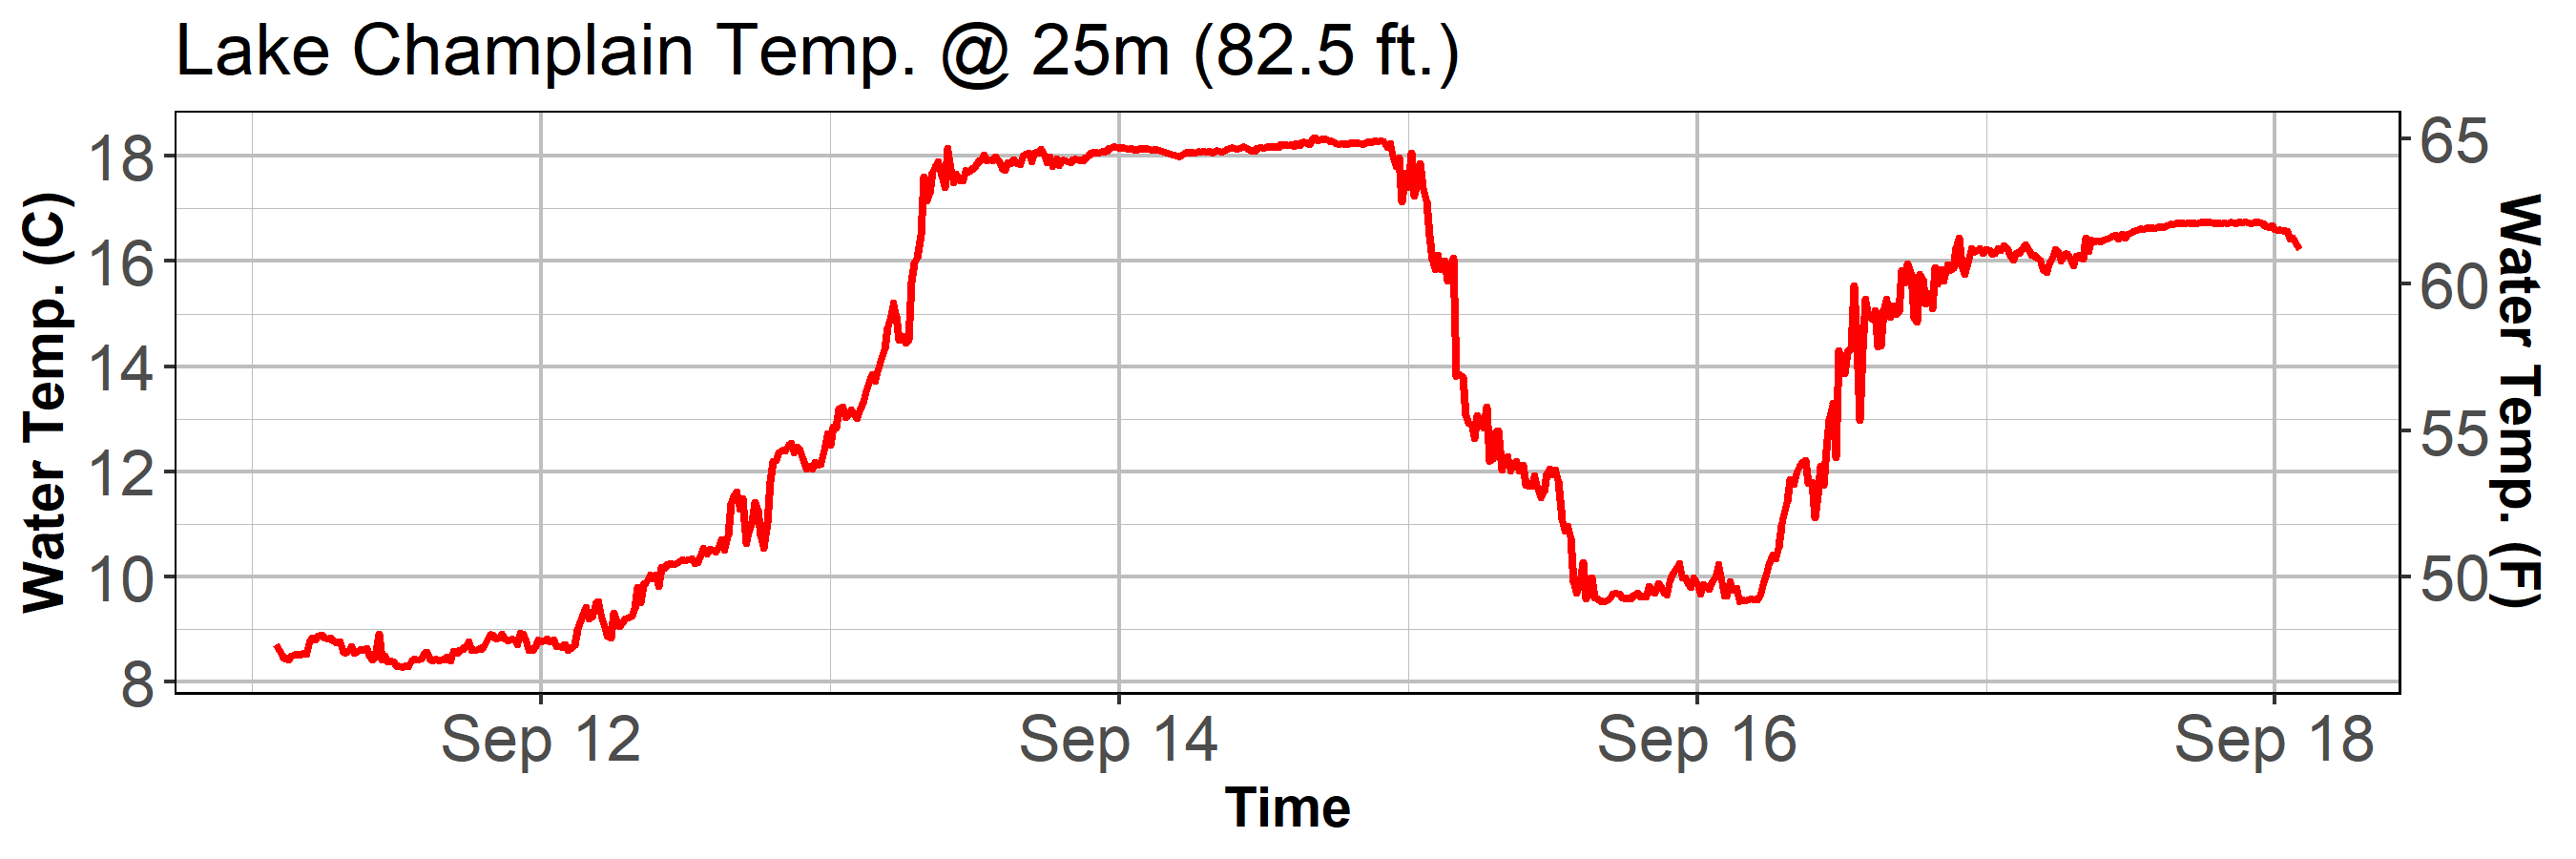 Lake Champlain Temp. @ 25m (82.5 ft.)
Water Temp. (C)
18
16
14
12
10
8
65
60
55
50
Water Temp. (F)
Sep 12
Sep 14
Sep 16
Sep 18
Time